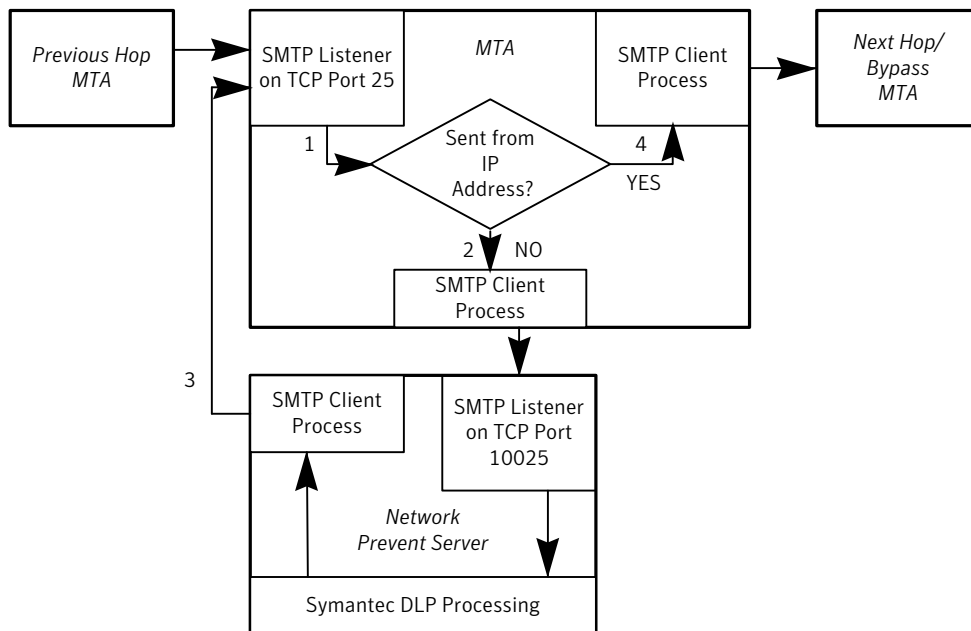 Previous Hop
MTA
SMTP Listener
on TCP Port 25
MTA
SMTP Client
Process
Next Hop/
Bypass
MTA
1
Sent from
IP
Address?
4
YES
2
NO
SMTP Client
Process
3
SMTP Client
Process
SMTP Listener
on TCP Port
10025
Network
Prevent Server
Symantec DLP Processing